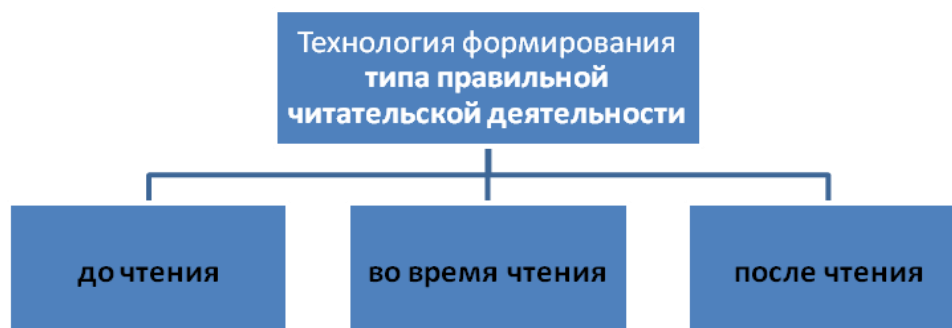 Технология формирования
типа правильной
читательской деятельности
до чтения
во время чтения
после чтения